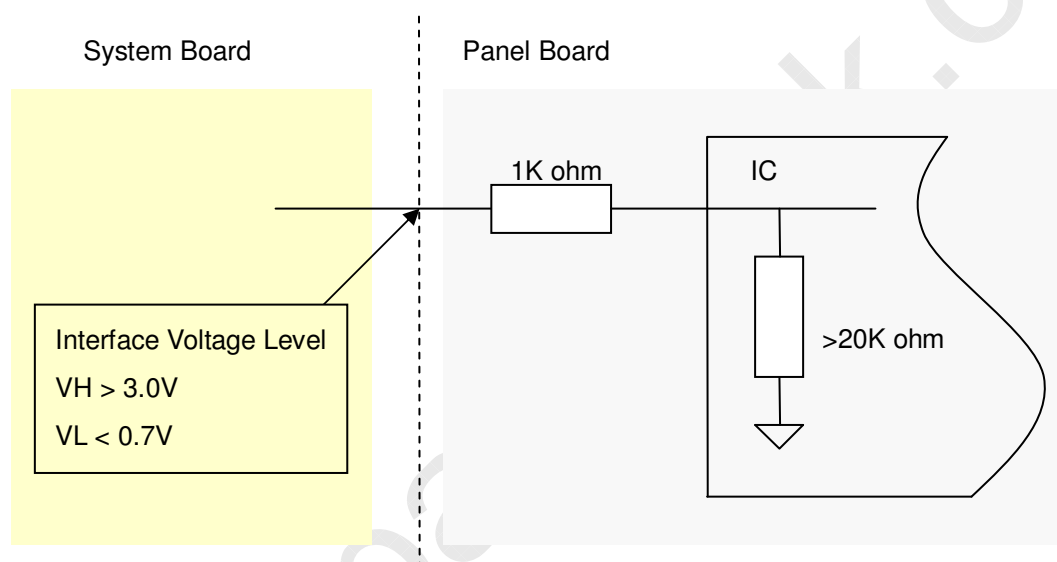 System Board
Panel Board
1K ohm
IC
Interface Voltage Level
VH > 3.0V
VL < 0.7V
>20K ohm